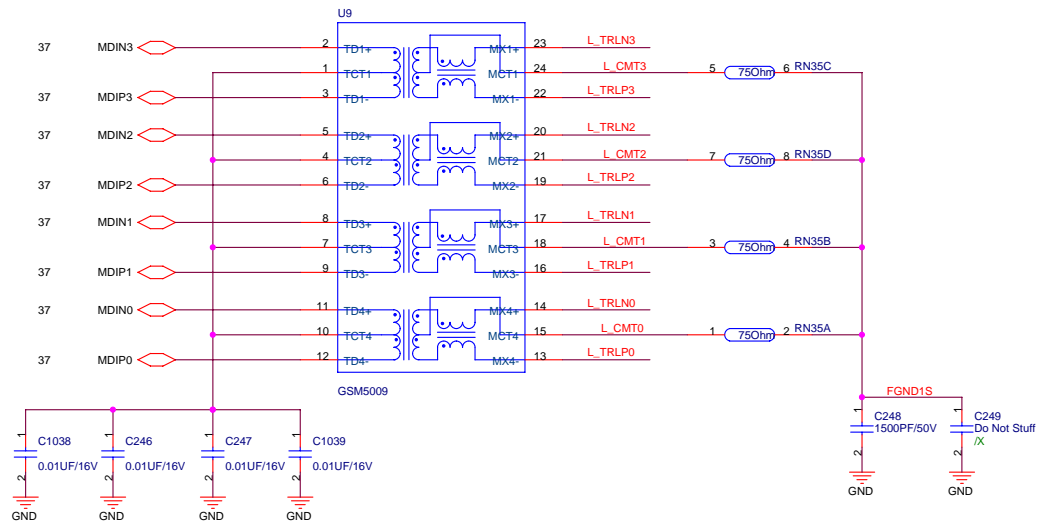 U9
37 MDIN3 2 TD1+ MX1+ 23 L_TRLN3
1 TCT1 MCT1 24 L_CMT3 5 75Ohm 6 RN35C
37 MDIP3 3 TD1- MX1- 22 L_TRLP3
37 MDIN2 5 TD2+ MX2+ 20 L_TRLN2
4 TCT2 MCT2 21 L_CMT2 7 75Ohm 8 RN35D
37 MDIP2 6 TD2- MX2- 19 L_TRLP2
37 MDIN1 8 TD3+ MX3+ 17 L_TRLN1
7 TCT3 MCT3 18 L_CMT1 3 75Ohm 4 RN35B
37 MDIP1 9 TD3- MX3- 16 L_TRLP1
37 MDIN0 11 TD4+ MX4+ 14 L_TRLN0
10 TCT4 MCT4 15 L_CMT0 1 75Ohm 2 RN35A
37 MDIP0 12 TD4- MX4- 13 L_TRLP0
GSM5009
FGND1S
1 C1038 1 C246 1 C247 1 C1039 1 C248 1 C249
0.01UF/16V 0.01UF/16V 0.01UF/16V 0.01UF/16V 1500PF/50V Do Not Stuff
/X
2 2 2 2 2 2
GND GND GND GND GND GND